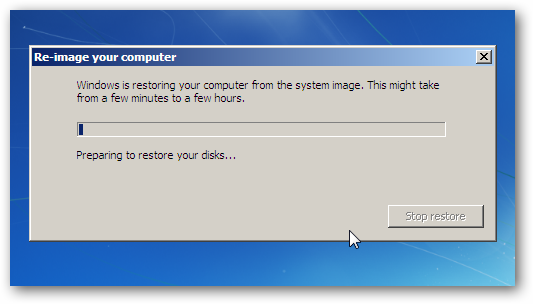 Re-image your computer
Windows is restoring your computer from the system image. This might take
from a few minutes to a few hours.
Preparing to restore your disks...
Stop restore